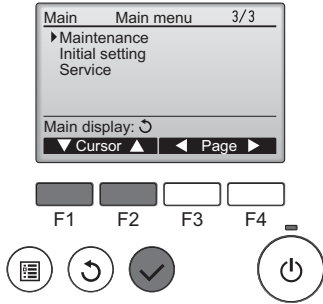 Main Main menu 3/3
Maintenance
Initial setting
Service
Main display:
Cursor Page
F1 F2 F3 F4